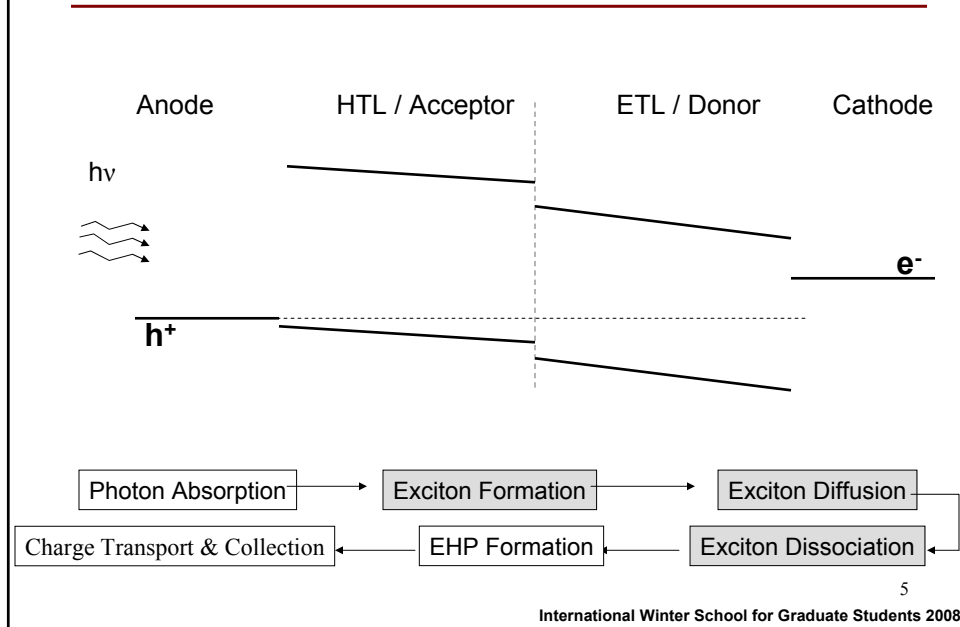 Anode HTL / Acceptor ETL / Donor Cathode
hν
e-
h+
Photon Absorption Exciton Formation Exciton Diffusion
Charge Transport & Collection EHP Formation Exciton Dissociation
5
International Winter School for Graduate Students 2008